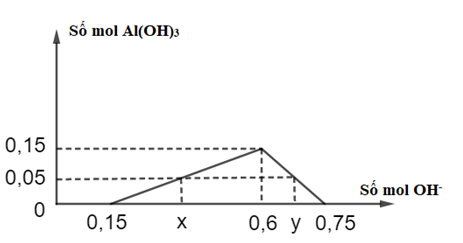 Số mol Al(OH)₃
0,15
0,05
0
Số mol OH⁻
0,15 x 0,6 y 0,75